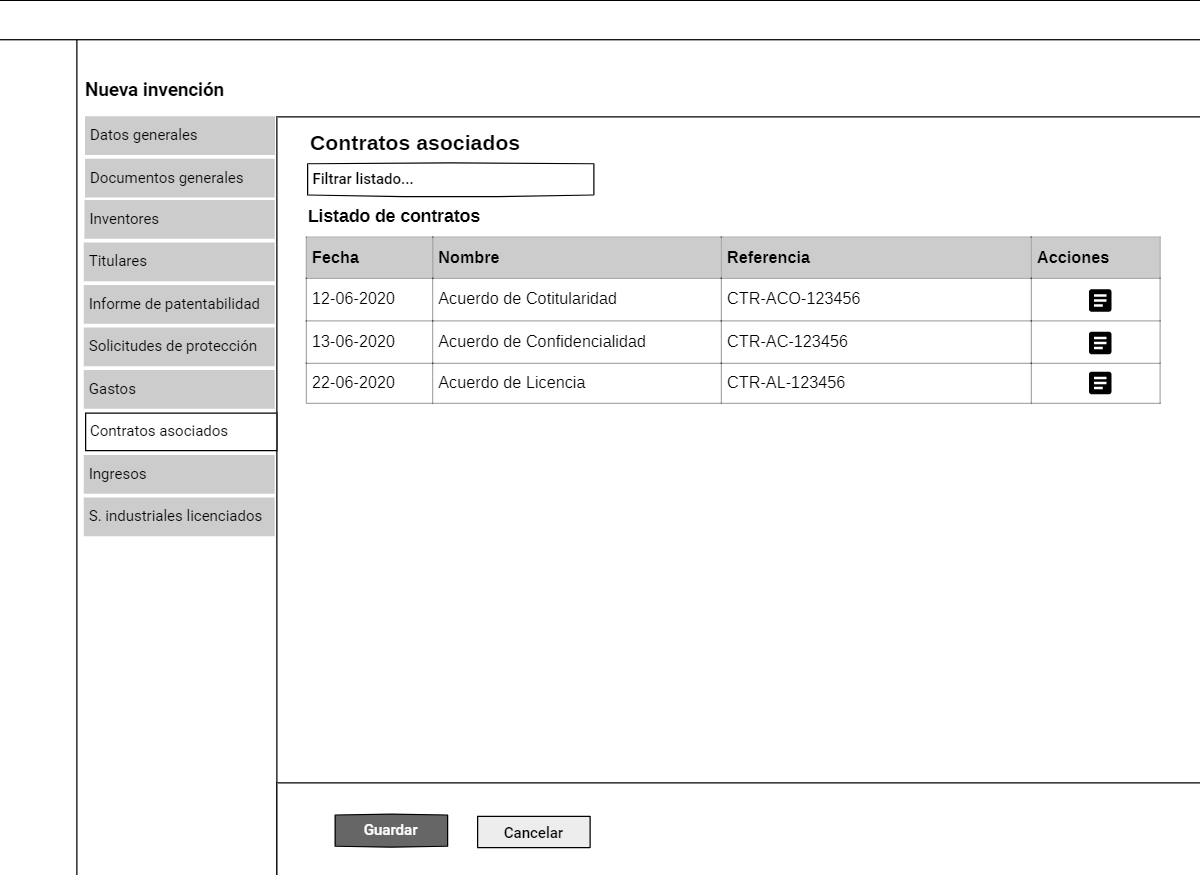 Nueva invención
Datos generales
Documentos generales
Inventores
Titulares
Informe de patentabilidad
Solicitudes de protección
Gastos
Contratos asociados
Ingresos
S. industriales licenciados
Contratos asociados
Filtrar listado...
Listado de contratos
Fecha Nombre Referencia Acciones
12-06-2020 Acuerdo de Cotitularidad CTR-ACO-123456
13-06-2020 Acuerdo de Confidencialidad CTR-AC-123456
22-06-2020 Acuerdo de Licencia CTR-AL-123456
Guardar Cancelar